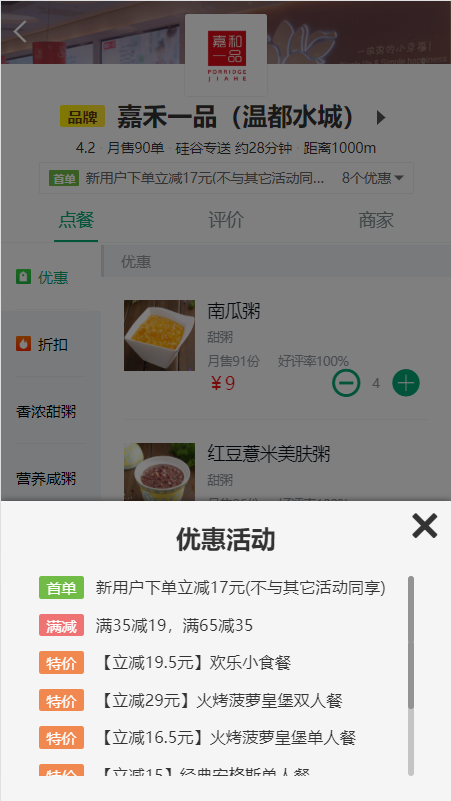 嘉和
一品
PORRIDGE
JIAHE
品牌 嘉禾一品（温都水城）
4.2 · 月售90单 · 硅谷专送 约28分钟 · 距离1000m
首单 新用户下单立减17元(不与其它活动同... 8个优惠
点餐 评价 商家
优惠
折扣
香浓甜粥
营养咸粥
优惠
南瓜粥
甜粥
月售91份 好评率100%
¥9 4
红豆薏米美肤粥
甜粥
优惠活动
首单 新用户下单立减17元(不与其它活动同享)
满减 满35减19，满65减35
特价 【立减19.5元】欢乐小食餐
特价 【立减29元】火烤菠萝皇堡双人餐
特价 【立减16.5元】火烤菠萝皇堡单人餐
特价 【立减15】经典安格斯单人餐